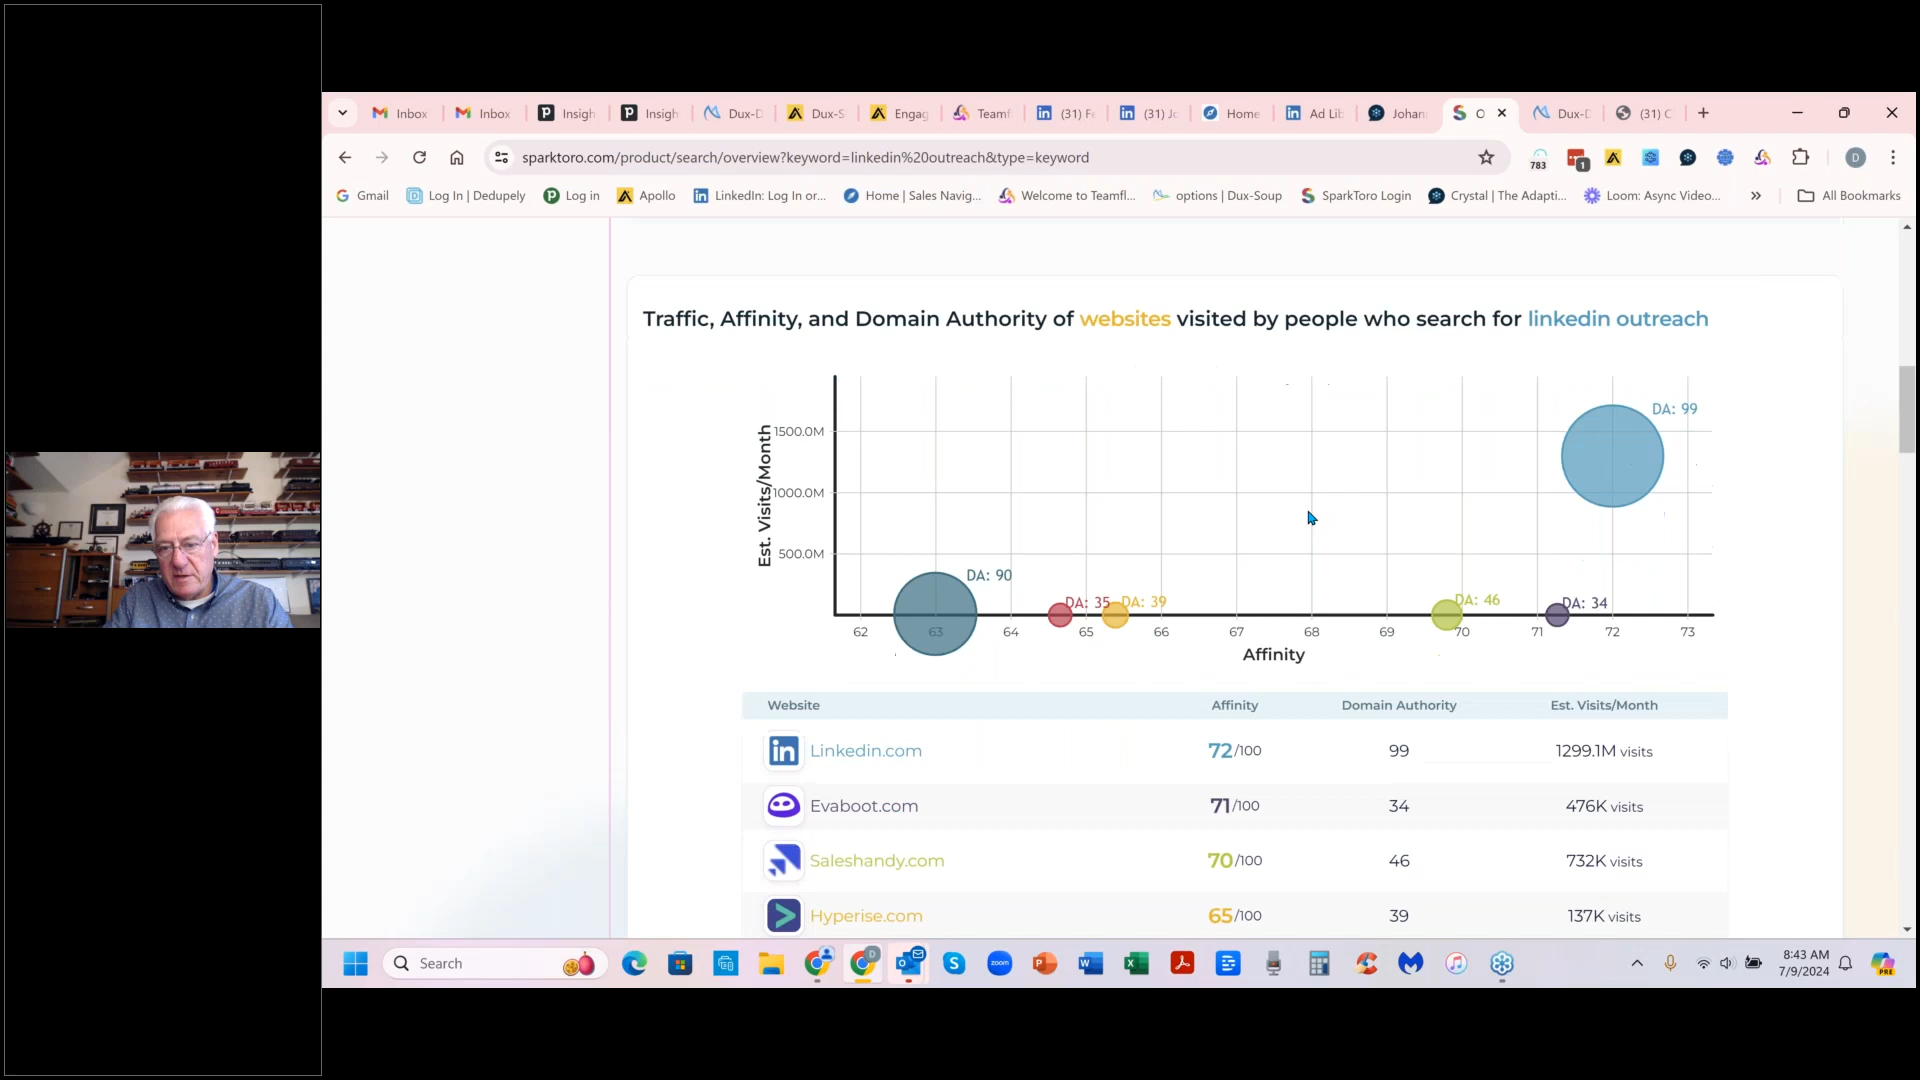 Inbox Inbox Insigh Insigh Dux-D Dux-S Engag Teamfl (31) Fe (31) Jo Home Ad Lib Johan O Dux-D (31) C
sparktoro.com/product/search/overview?keyword=linkedin%20outreach&type=keyword
783 1 D
Gmail Log In | Dedupely Log in Apollo LinkedIn: Log In or... Home | Sales Navig... Welcome to Teamfl... options | Dux-Soup SparkToro Login Crystal | The Adapti... Loom: Async Video... » All Bookmarks
Traffic, Affinity, and Domain Authority of websites visited by people who search for linkedin outreach
Est. Visits/Month
1500.0M
1000.0M
500.0M
DA: 99
DA: 90
DA: 35
DA: 39
DA: 46
DA: 34
62 63 64 65 66 67 68 69 70 71 72 73
Affinity
Website Affinity Domain Authority Est. Visits/Month
Linkedin.com 72/100 99 1299.1M visits
Evaboot.com 71/100 34 476K visits
Saleshandy.com 70/100 46 732K visits
Hyperise.com 65/100 39 137K visits
Search
zoom
PRE
8:43 AM
7/9/2024